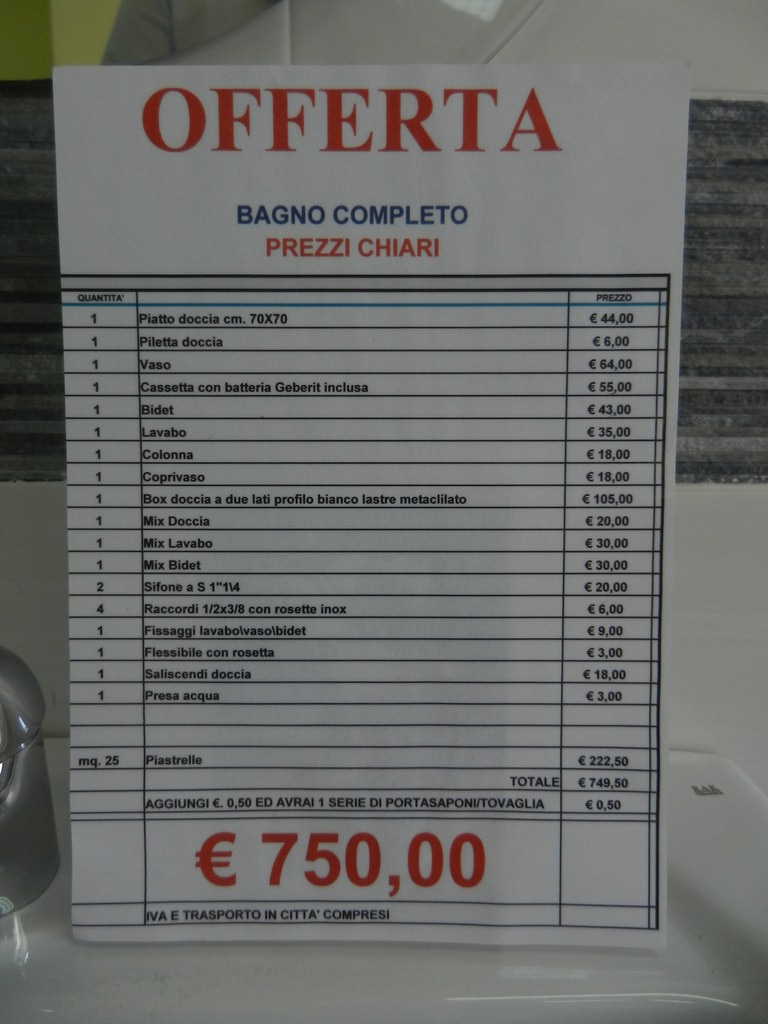 OFFERTA
BAGNO COMPLETO
PREZZI CHIARI
QUANTITA' PREZZO
1 Piatto doccia cm. 70X70 € 44,00
1 Piletta doccia € 6,00
1 Vaso € 64,00
1 Cassetta con batteria Geberit inclusa € 55,00
1 Bidet € 43,00
1 Lavabo € 35,00
1 Colonna € 18,00
1 Coprivaso € 18,00
1 Box doccia a due lati profilo bianco lastre metaclilato € 105,00
1 Mix Doccia € 20,00
1 Mix Lavabo € 30,00
1 Mix Bidet € 30,00
2 Sifone a S 1"1\4 € 20,00
4 Raccordi 1/2x3/8 con rosette inox € 6,00
1 Fissaggi lavabo\vaso\bidet € 9,00
1 Flessibile con rosetta € 3,00
1 Saliscendi doccia € 18,00
1 Presa acqua € 3,00
mq. 25 Piastrelle € 222,50
TOTALE € 749,50
AGGIUNGI €. 0,50 ED AVRAI 1 SERIE DI PORTASAPONI/TOVAGLIA € 0,50
€ 750,00
IVA E TRASPORTO IN CITTA' COMPRESI